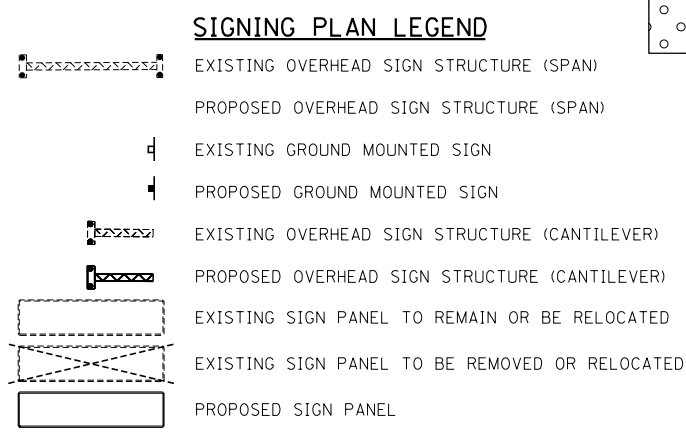 SIGNING PLAN LEGEND
EXISTING OVERHEAD SIGN STRUCTURE (SPAN)
PROPOSED OVERHEAD SIGN STRUCTURE (SPAN)
EXISTING GROUND MOUNTED SIGN
PROPOSED GROUND MOUNTED SIGN
EXISTING OVERHEAD SIGN STRUCTURE (CANTILEVER)
PROPOSED OVERHEAD SIGN STRUCTURE (CANTILEVER)
EXISTING SIGN PANEL TO REMAIN OR BE RELOCATED
EXISTING SIGN PANEL TO BE REMOVED OR RELOCATED
PROPOSED SIGN PANEL